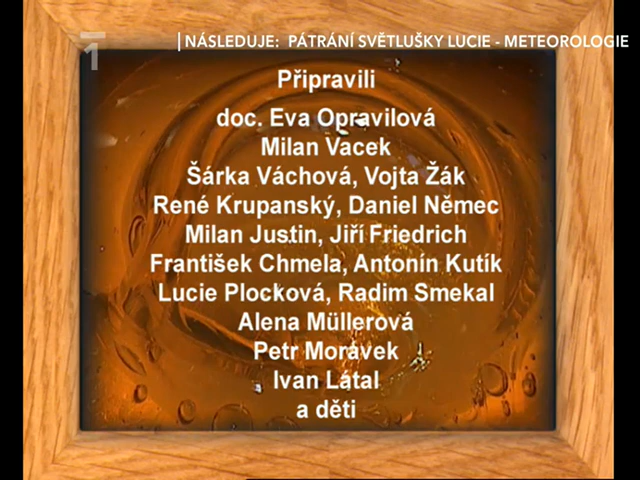 1
NÁSLEDUJE: PÁTRÁNÍ SVĚTLUŠKY LUCIE - METEOROLOGIE
Připravili
doc. Eva Opravilová
Milan Vacek
Šárka Váchová, Vojta Žák
René Krupanský, Daniel Němec
Milan Justin, Jiří Friedrich
František Chmela, Antonín Kutík
Lucie Plocková, Radim Smekal
Alena Müllerová
Petr Morávek
Ivan Látal
a děti